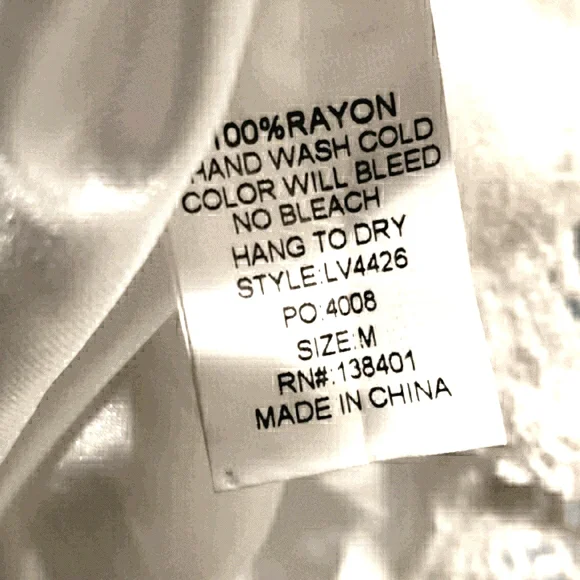 100%RAYON
HAND WASH COLD
COLOR WILL BLEED
NO BLEACH
HANG TO DRY
STYLE:LV4426
PO:4008
SIZE:M
RN#:138401
MADE IN CHINA